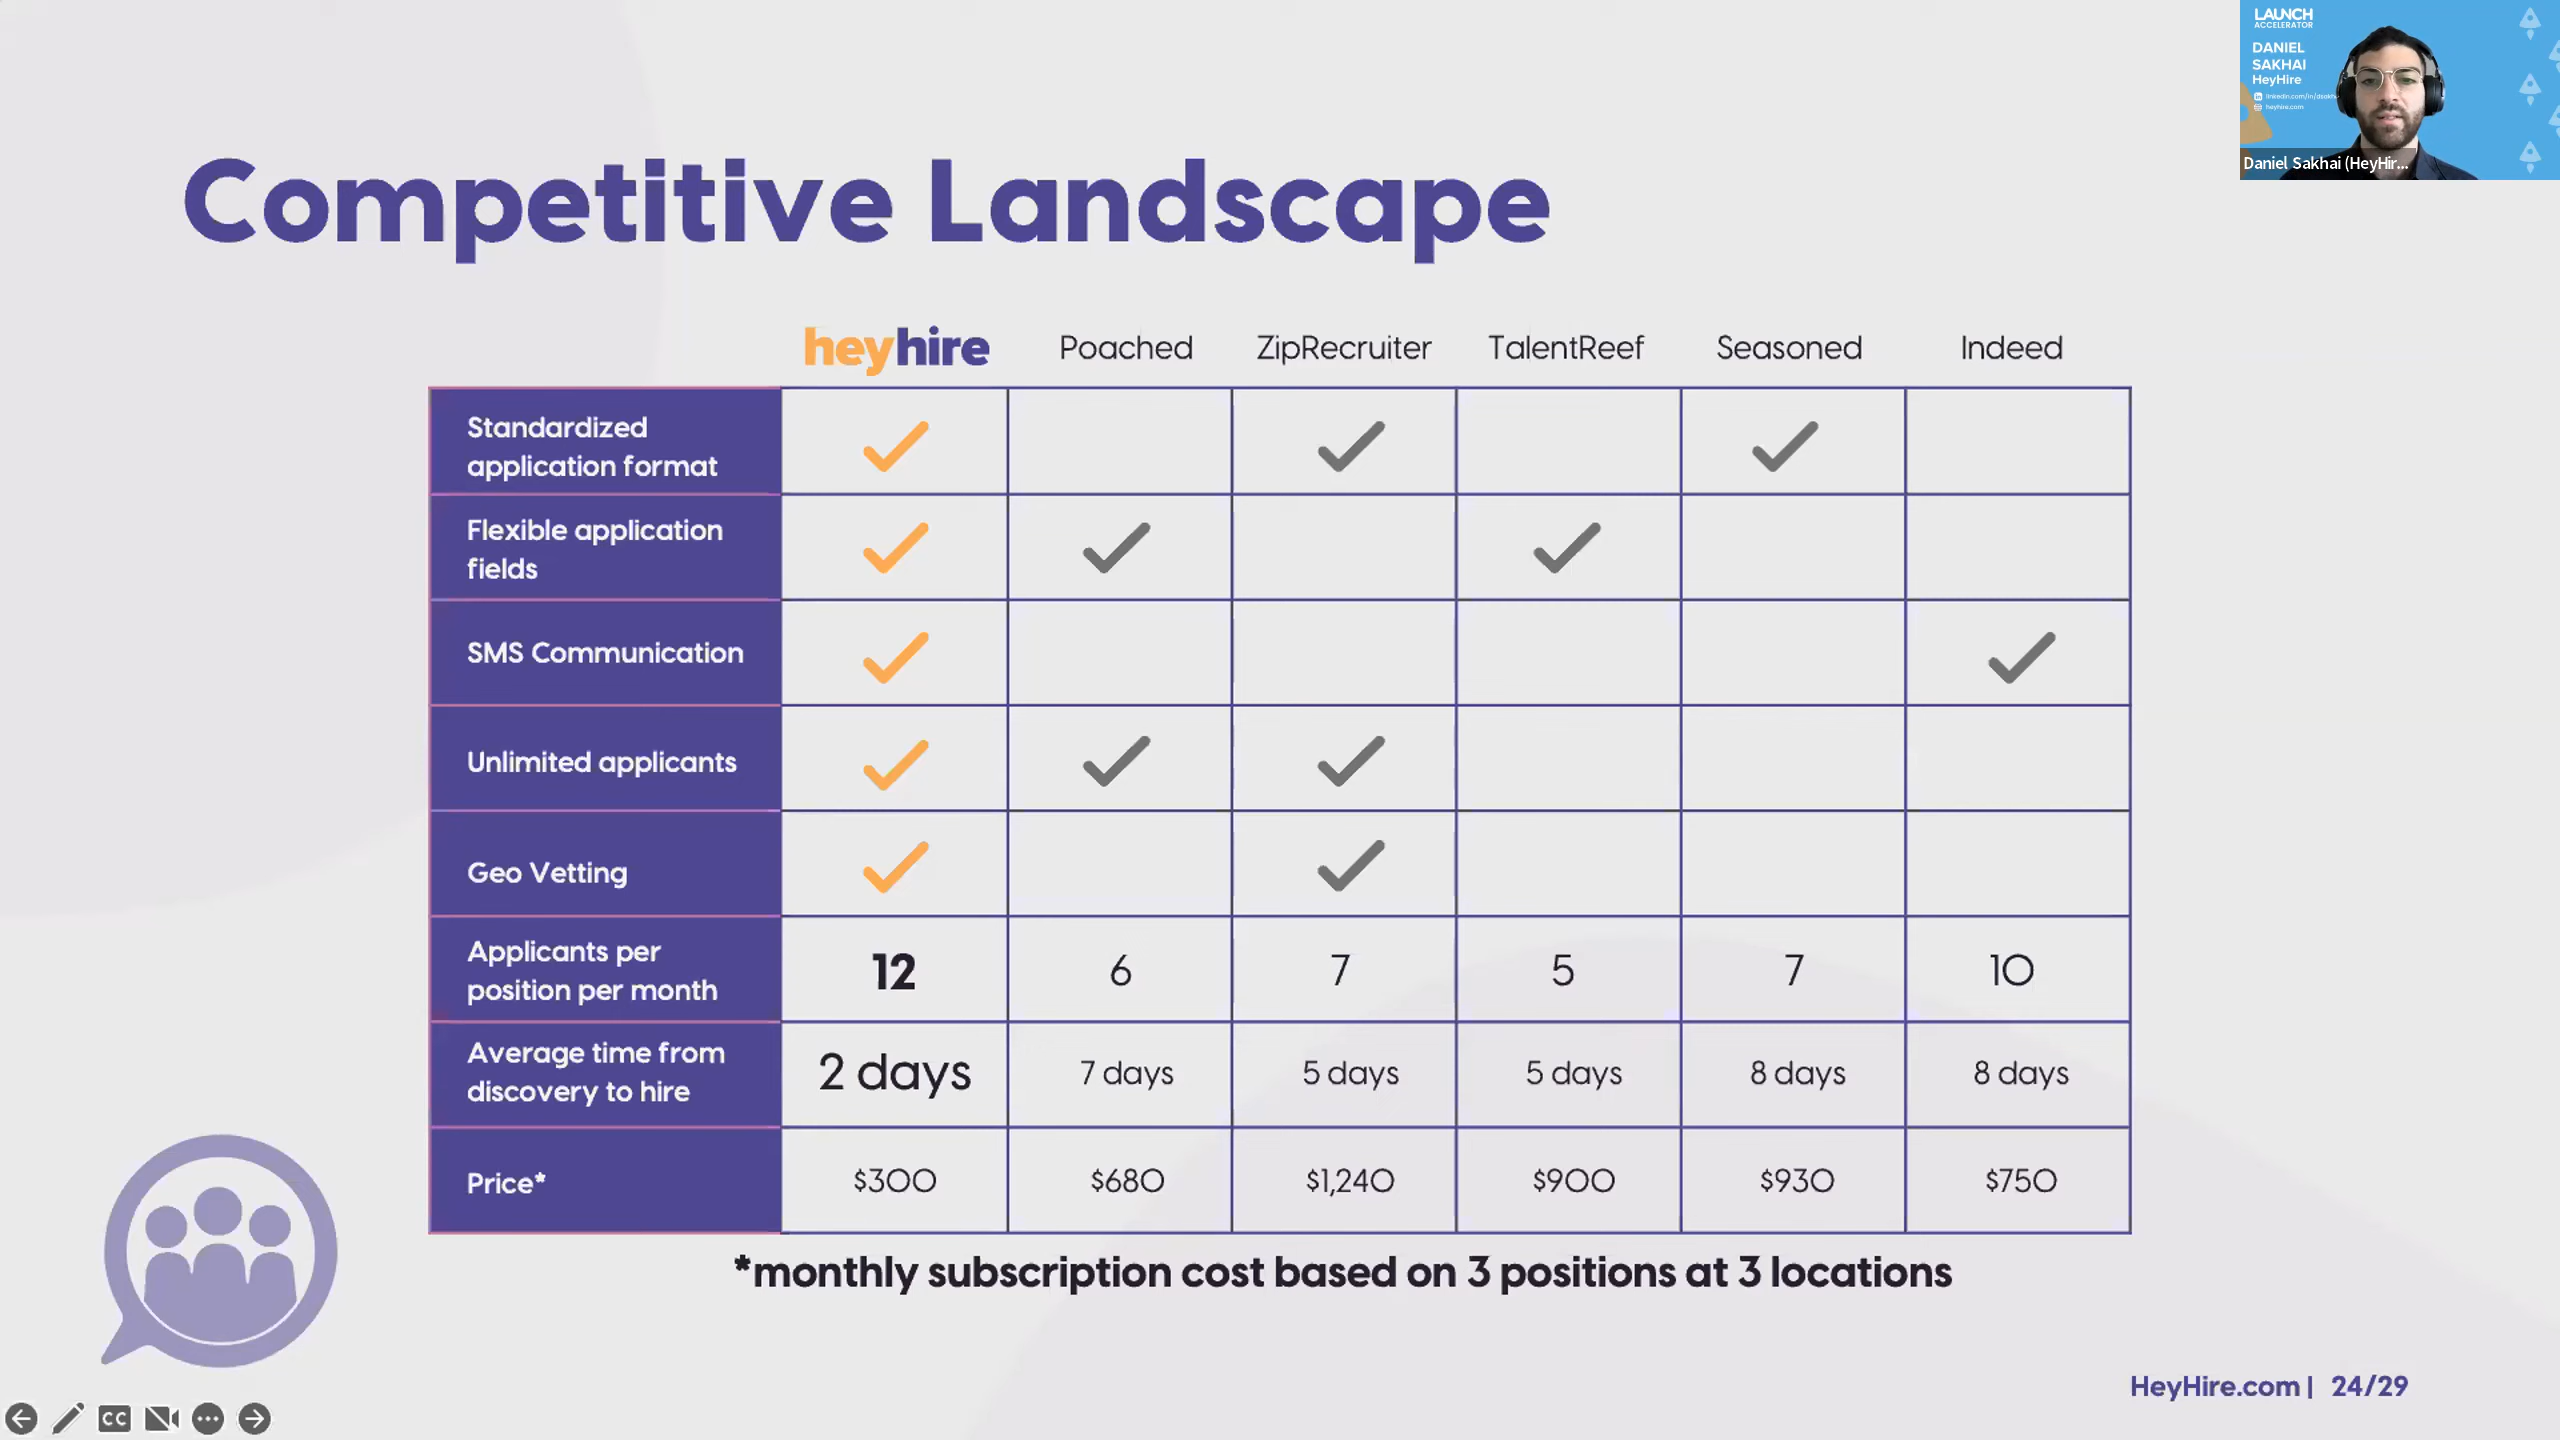 LAUNCH
ACCELERATOR
DANIEL
SAKHAI
HeyHire
heyhire.com
Daniel Sakhai (HeyHir...
Competitive Landscape
heyhire Poached ZipRecruiter TalentReef Seasoned Indeed
Standardized
application format
Flexible application
fields
SMS Communication
Unlimited applicants
Geo Vetting
Applicants per
position per month
12 6 7 5 7 10
Average time from
discovery to hire
2 days 7 days 5 days 5 days 8 days 8 days
Price* $300 $680 $1,240 $900 $930 $750
*monthly subscription cost based on 3 positions at 3 locations
HeyHire.com | 24/29
CC